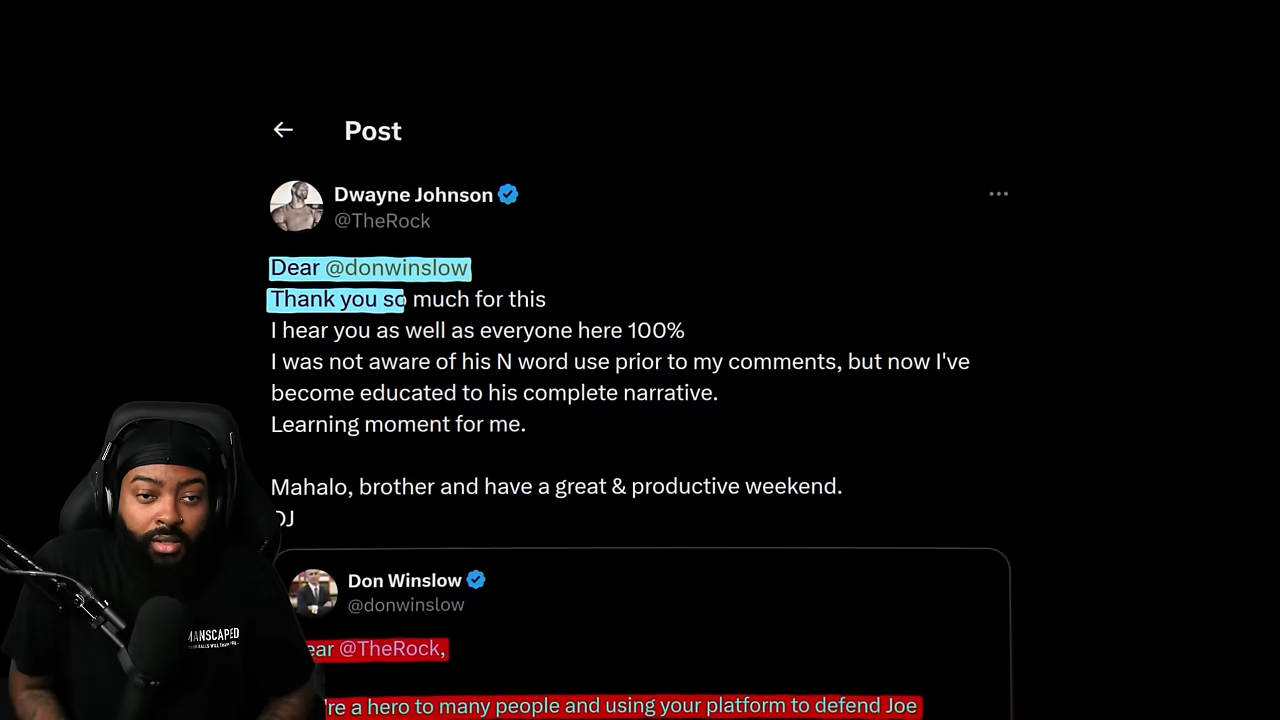 Post
Dwayne Johnson
@TheRock
Dear @donwinslow
Thank you so much for this
I hear you as well as everyone here 100%
I was not aware of his N word use prior to my comments, but now I've
become educated to his complete narrative.
Learning moment for me.
Mahalo, brother and have a great & productive weekend.
DJ
Don Winslow
@donwinslow
ear @TheRock,
're a hero to many people and using your platform to defend Joe
MANSCAPED